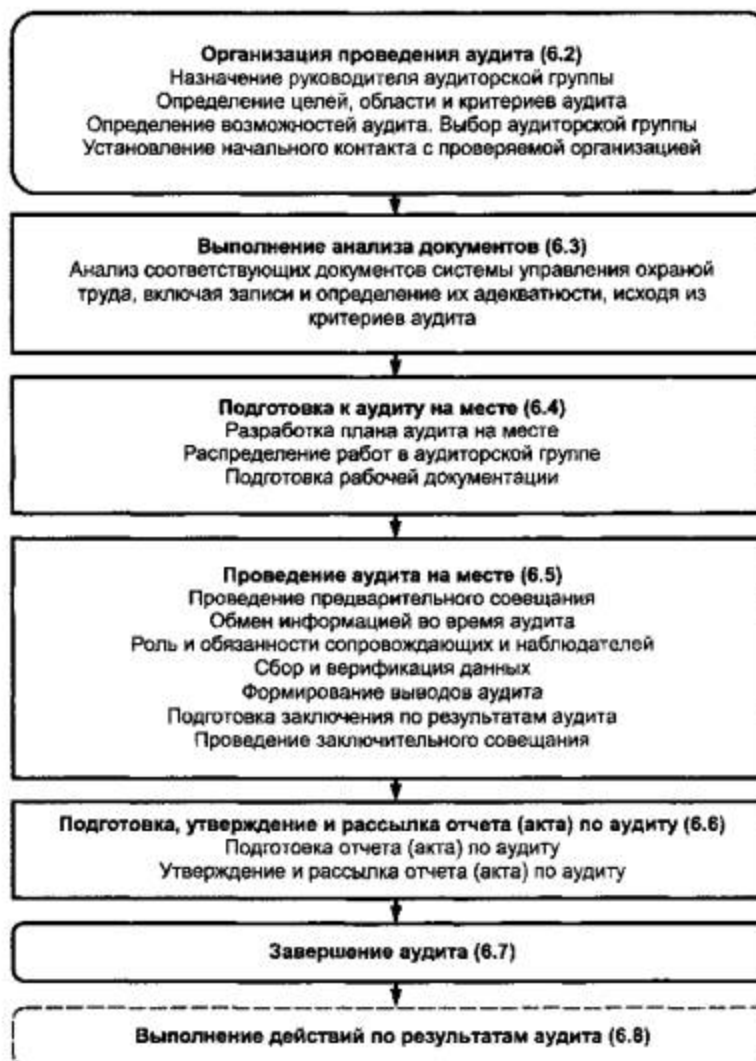 Организация проведения аудита (6.2)
Назначение руководителя аудиторской группы
Определение целей, области и критериев аудита
Определение возможностей аудита. Выбор аудиторской группы
Установление начального контакта с проверяемой организацией
Выполнение анализа документов (6.3)
Анализ соответствующих документов системы управления охраной
труда, включая записи и определение их адекватности, исходя из
критериев аудита
Подготовка к аудиту на месте (6.4)
Разработка плана аудита на месте
Распределение работ в аудиторской группе
Подготовка рабочей документации
Проведение аудита на месте (6.5)
Проведение предварительного совещания
Обмен информацией во время аудита
Роль и обязанности сопровождающих и наблюдателей
Сбор и верификация данных
Формирование выводов аудита
Подготовка заключения по результатам аудита
Проведение заключительного совещания
Подготовка, утверждение и рассылка отчета (акта) по аудиту (6.6)
Подготовка отчета (акта) по аудиту
Утверждение и рассылка отчета (акта) по аудиту
Завершение аудита (6.7)
Выполнение действий по результатам аудита (6.8)